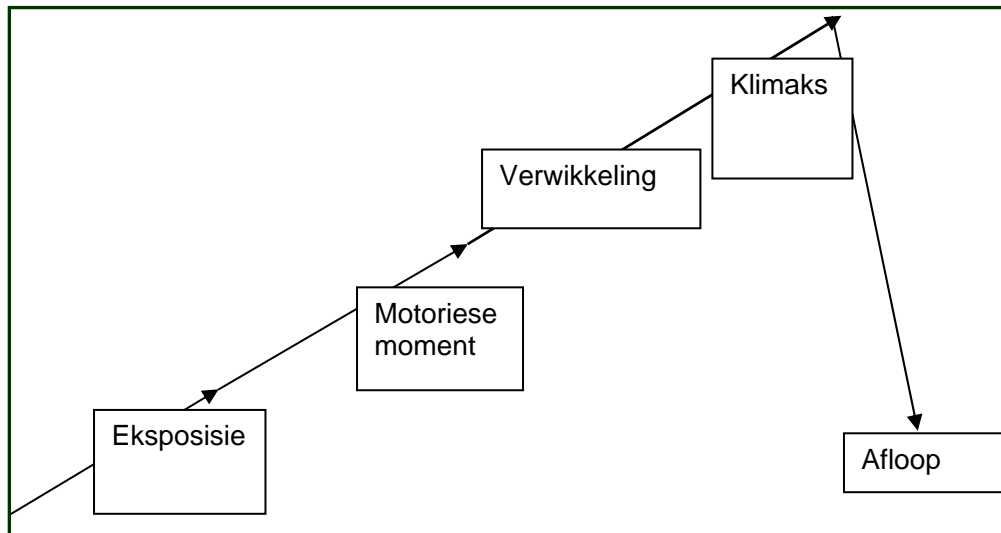 Eksposisie
Motoriese
moment
Verwikkeling
Klimaks
Afloop